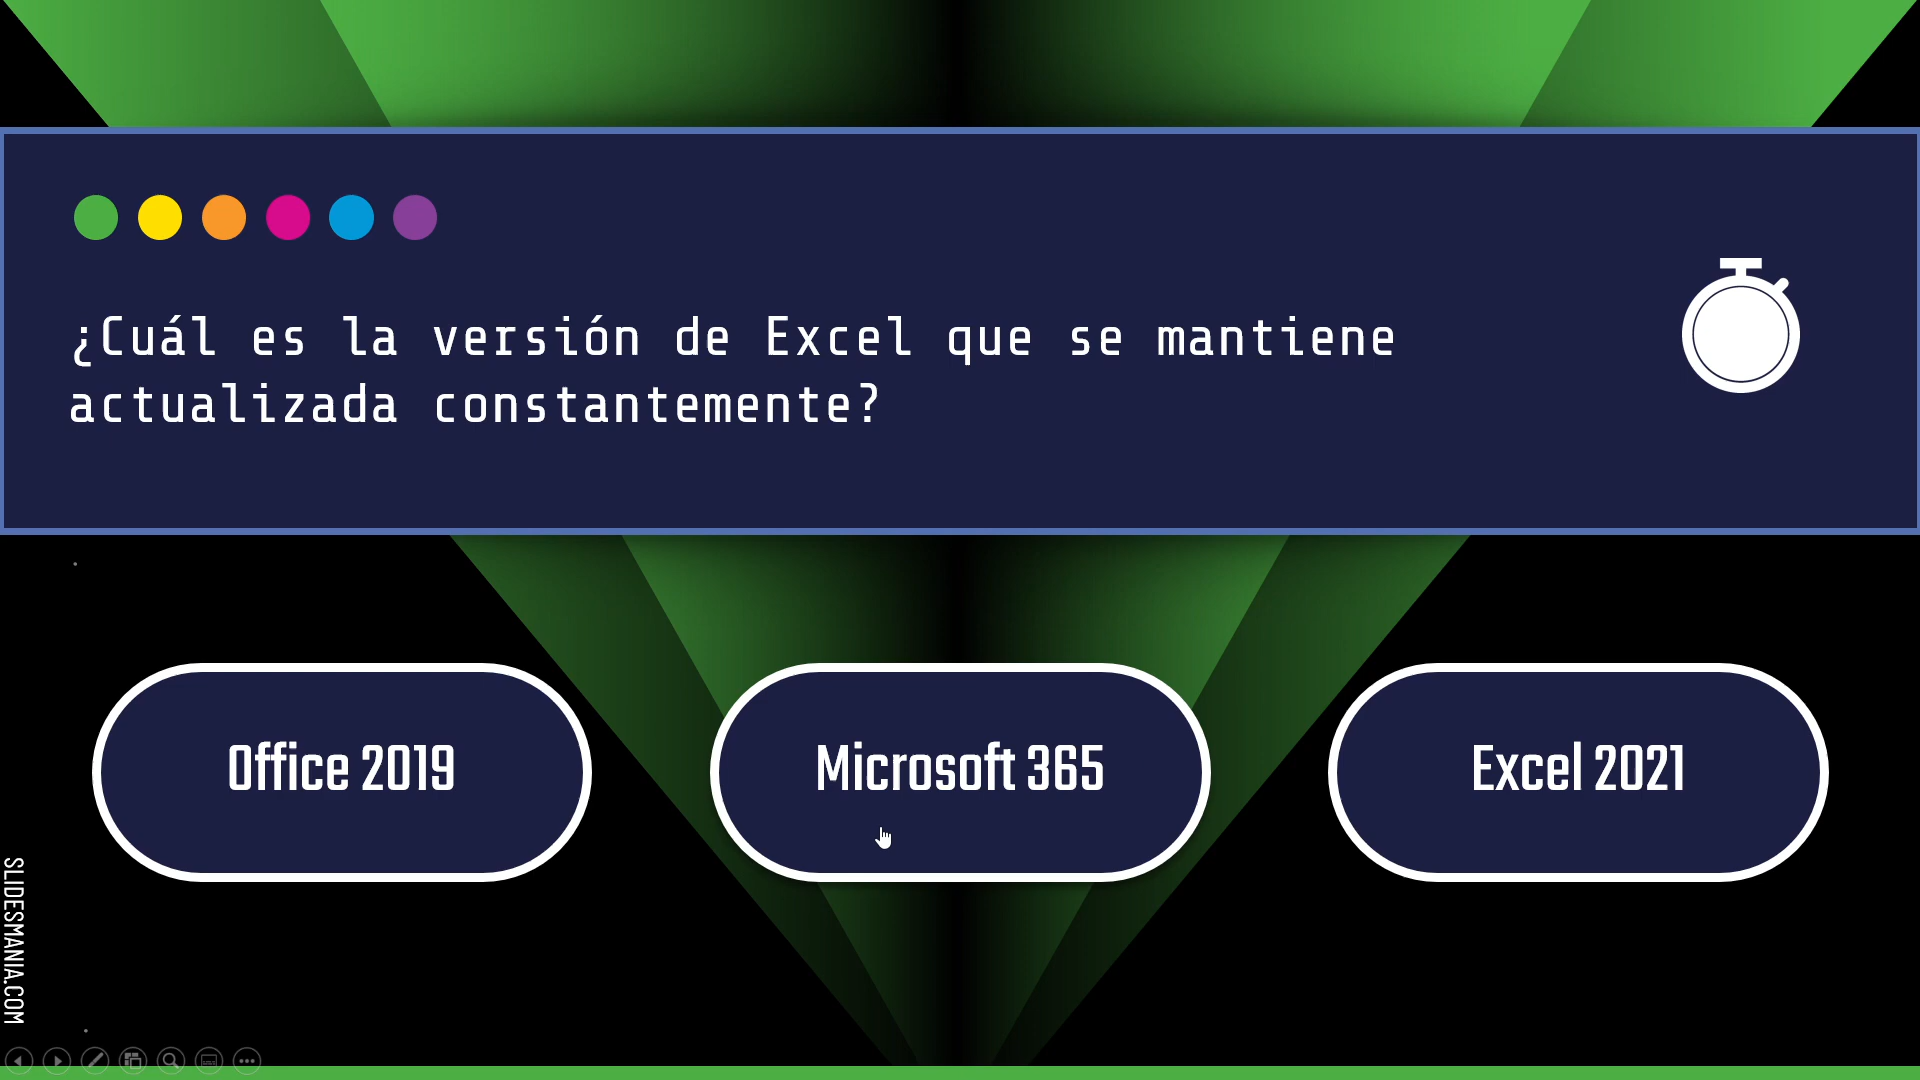 ¿Cuál es la versión de Excel que se mantiene
actualizada constantemente?
Office 2019
Microsoft 365
Excel 2021
SLIDESMANIA.COM